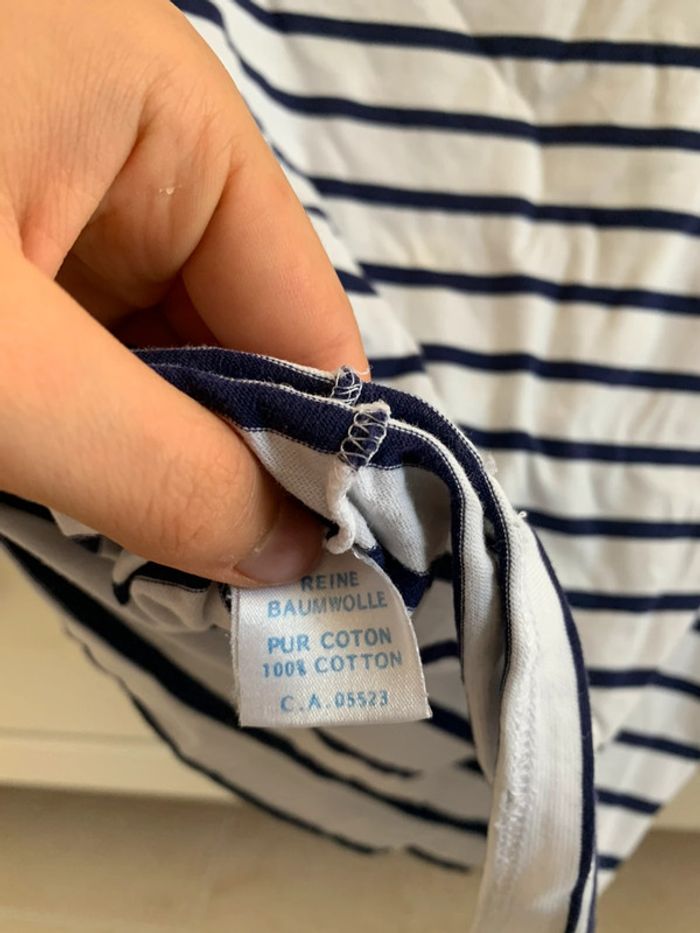 REINE
BAUMWOLLE
PUR COTON
100% COTTON
C.A.05523